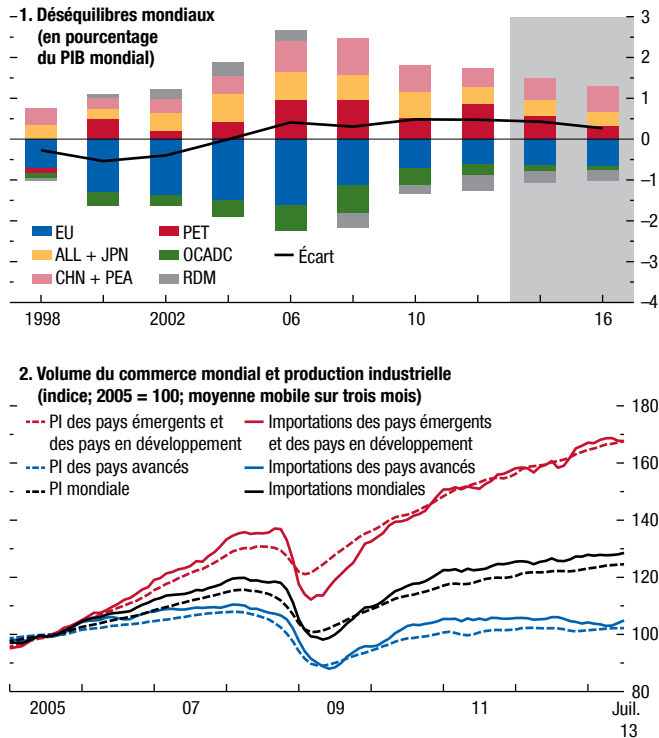 1. Déséquilibres mondiaux
(en pourcentage
du PIB mondial)
3
2
1
0
–1
–2
–3
–4
EU
PET
ALL + JPN
OCADC
Écart
CHN + PEA
RDM
1998
2002
06
10
16
2. Volume du commerce mondial et production industrielle
(indice; 2005 = 100; moyenne mobile sur trois mois)
PI des pays émergents et
des pays en développement
Importations des pays émergents
et des pays en développement
PI des pays avancés
Importations des pays avancés
PI mondiale
Importations mondiales
180
160
140
120
100
80
2005
07
09
11
Juil.
13